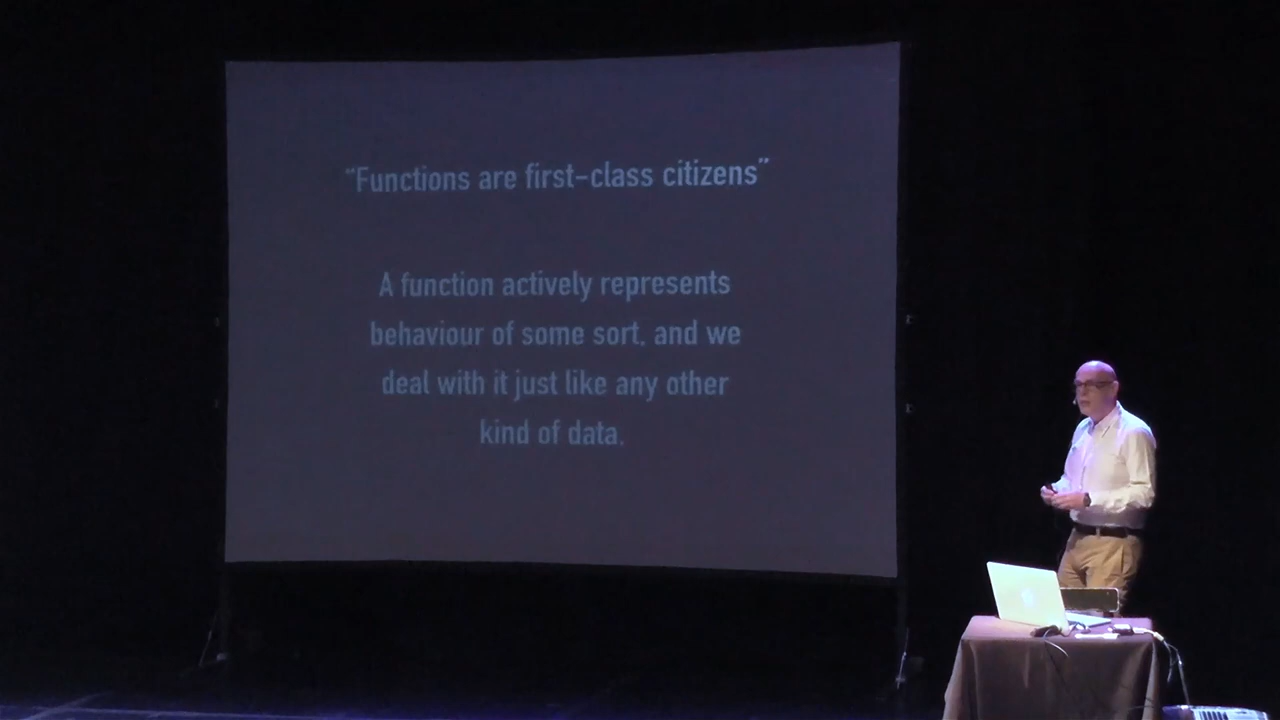 “Functions are first-class citizens”
A function actively represents
behaviour of some sort, and we
deal with it just like any other
kind of data.